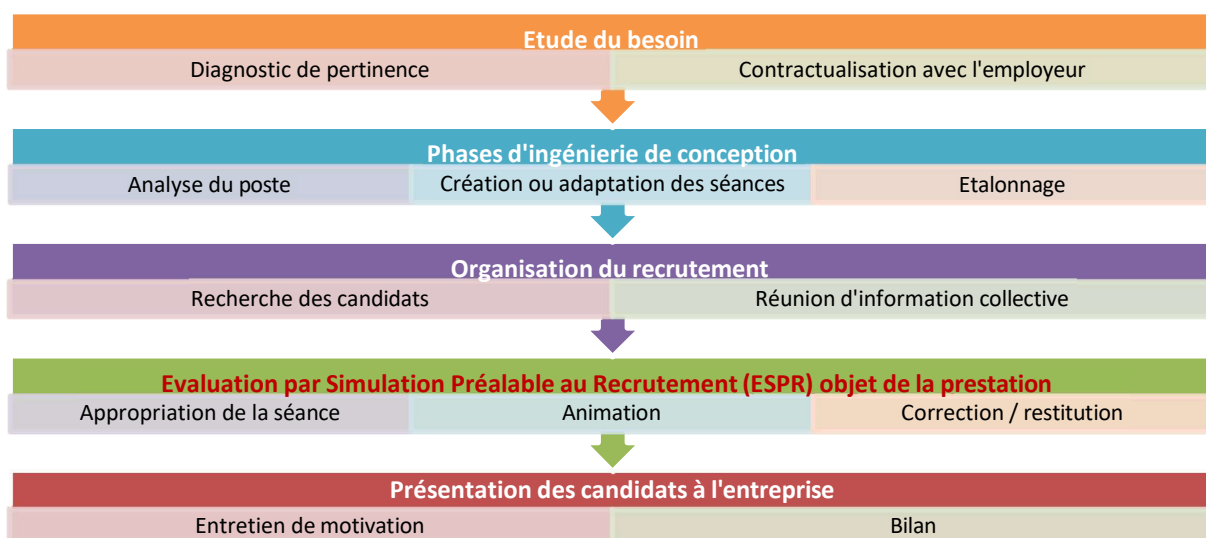 Etude du besoin
Diagnostic de pertinence
Contractualisation avec l'employeur
Phases d'ingénierie de conception
Analyse du poste
Création ou adaptation des séances
Etalonnage
Organisation du recrutement
Recherche des candidats
Réunion d'information collective
Evaluation par Simulation Préalable au Recrutement (ESPR) objet de la prestation
Appropriation de la séance
Animation
Correction / restitution
Présentation des candidats à l'entreprise
Entretien de motivation
Bilan